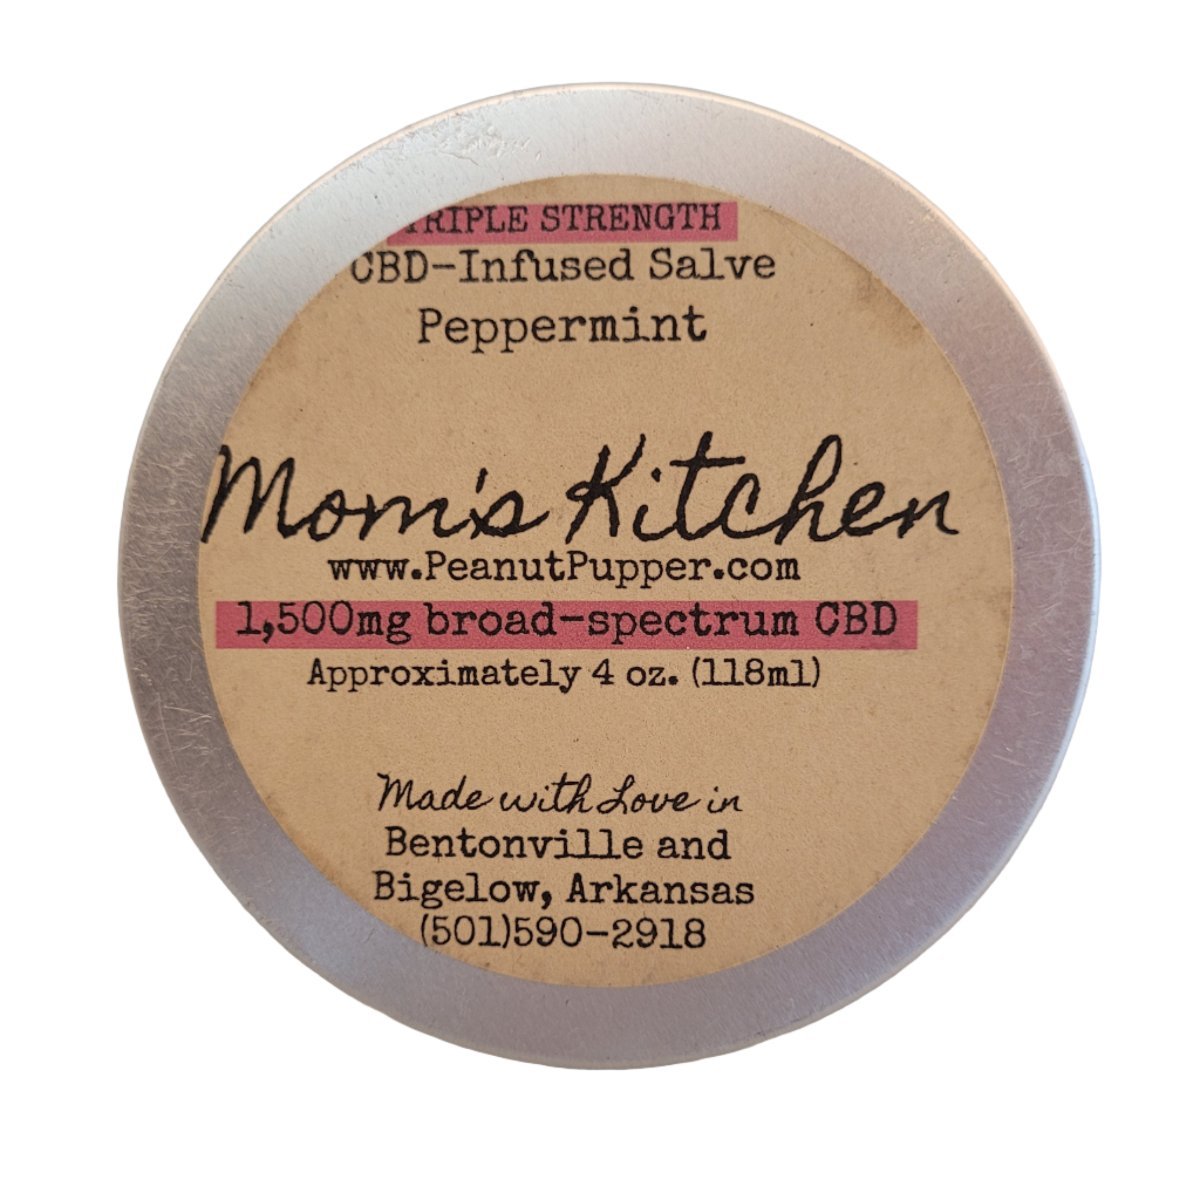 TRIPLE STRENGTH
CBD-Infused Salve
Peppermint
Mom's Kitchen
www.PeanutPupper.com
1,500mg broad-spectrum CBD
Approximately 4 oz. (118ml)
Made with Love in
Bentonville and
Bigelow, Arkansas
(501)590-2918